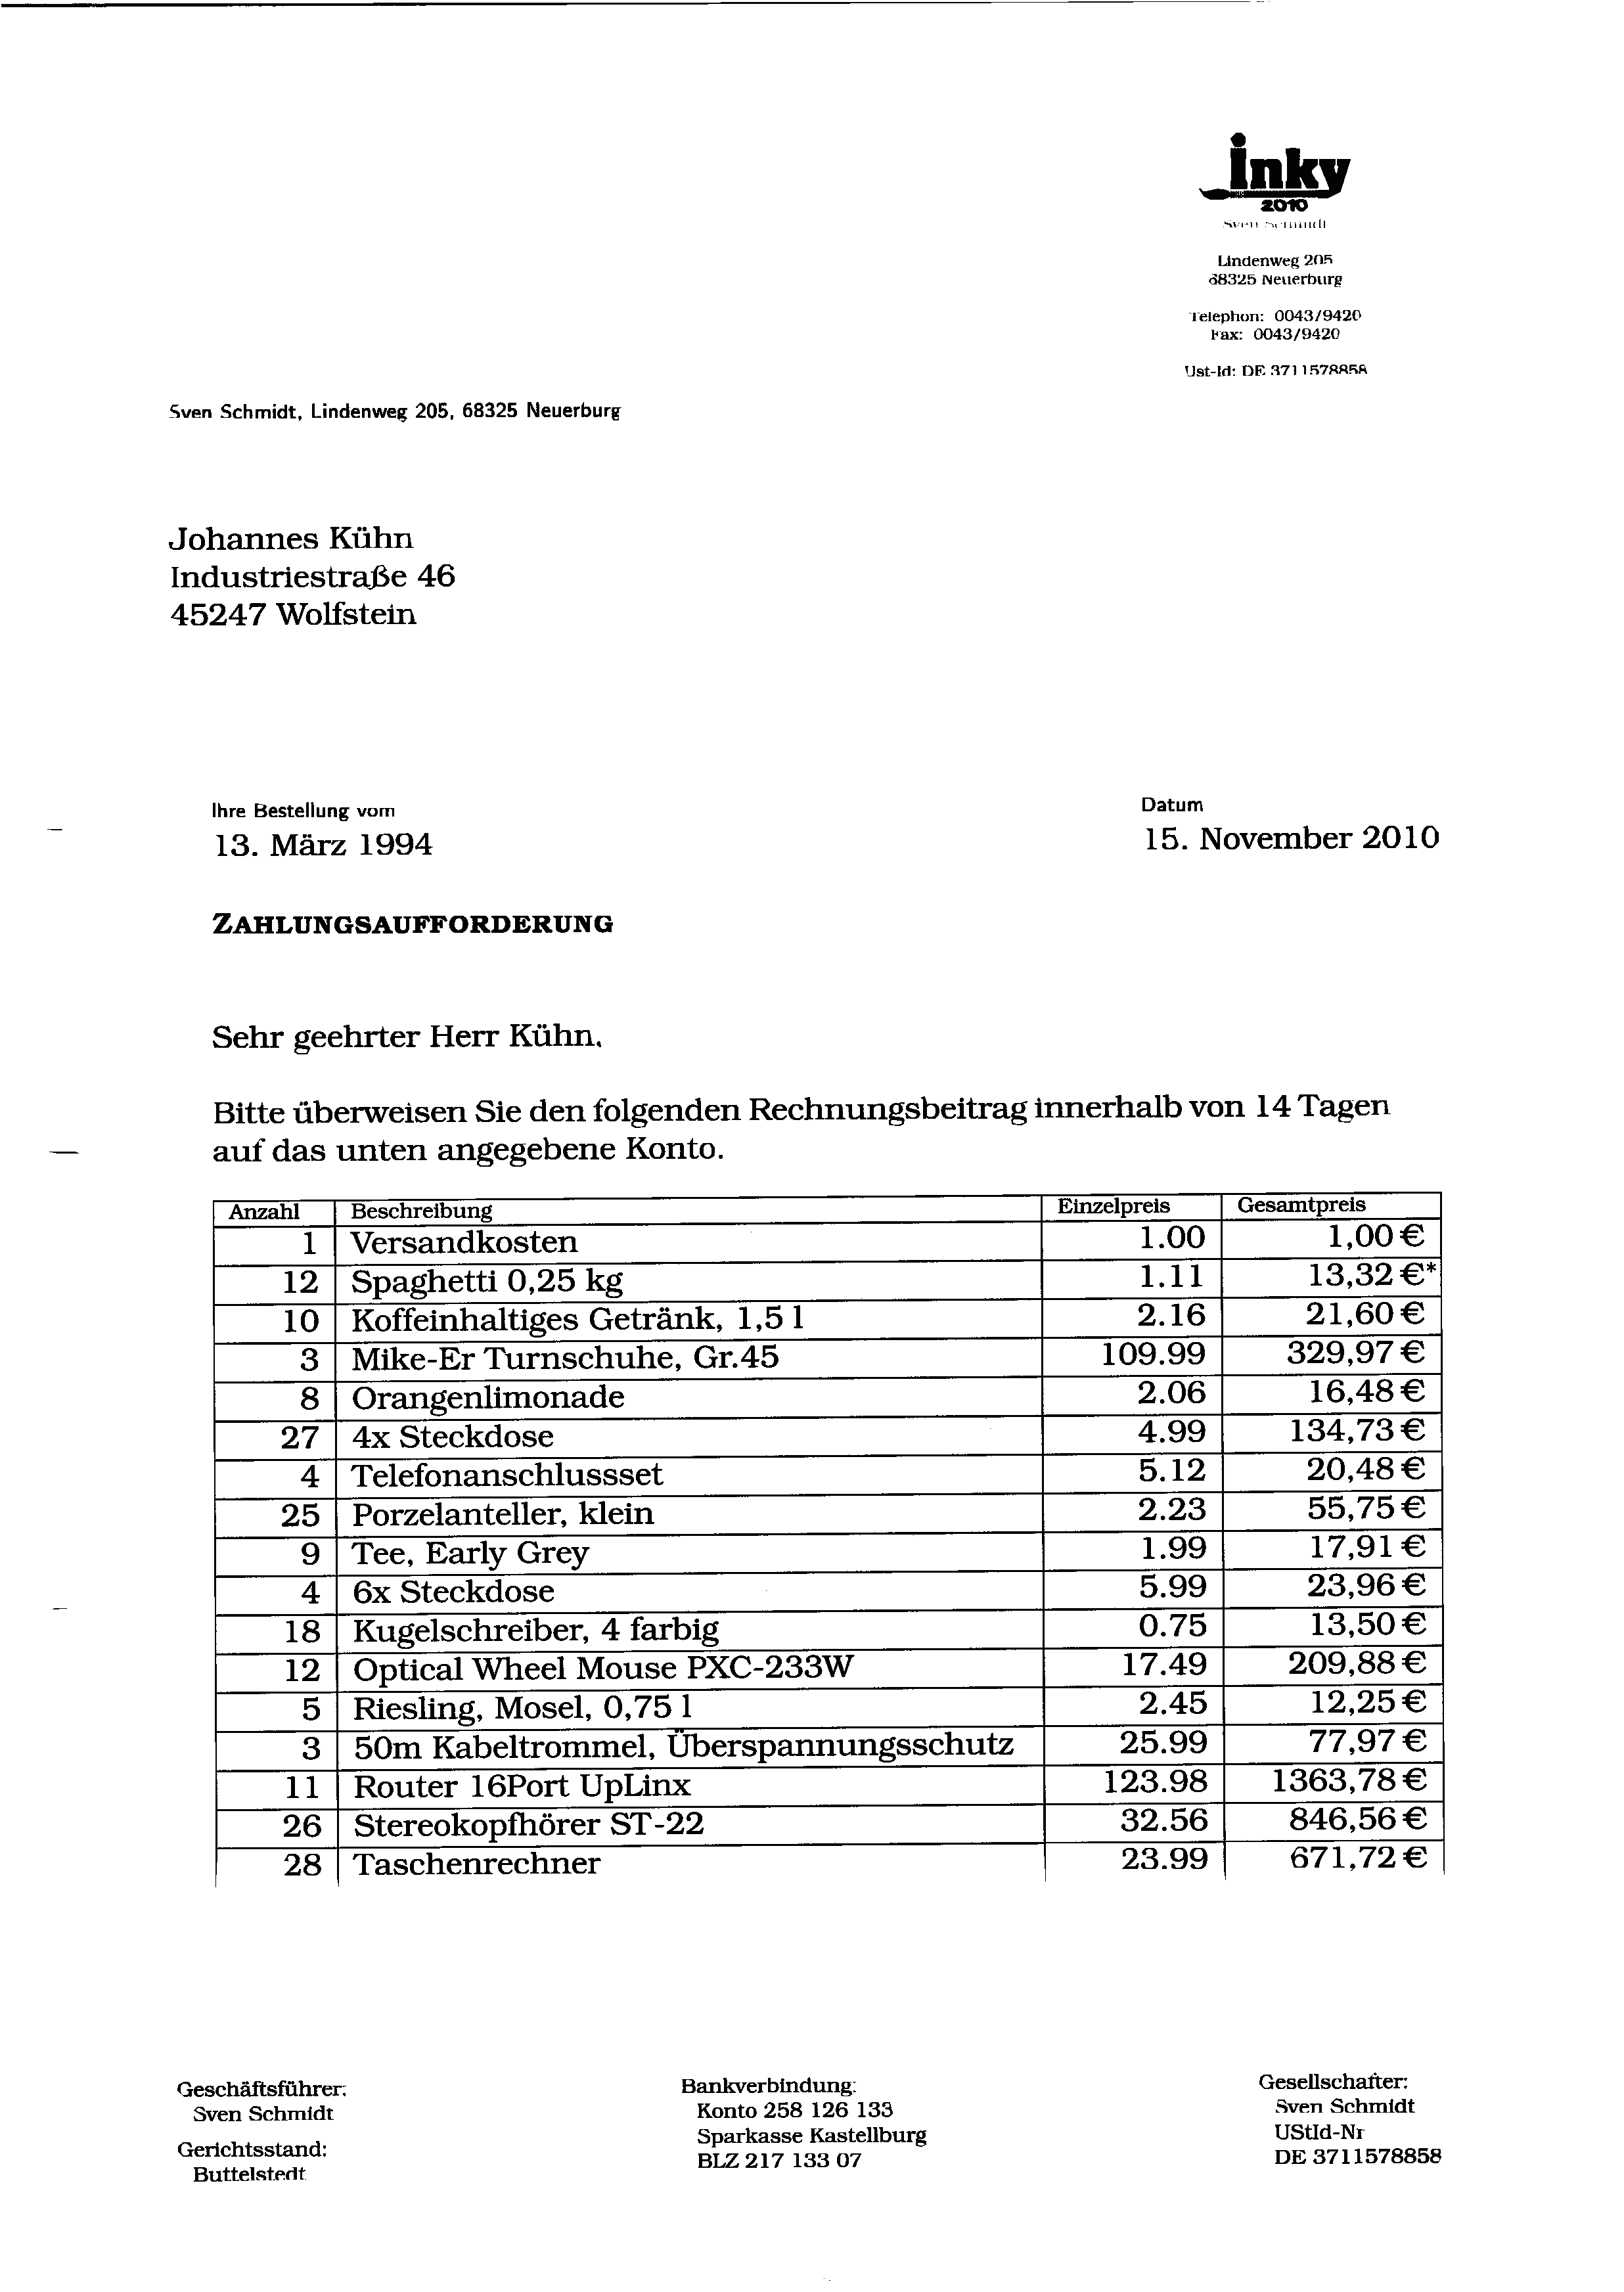 inky
2010
Sven Schmidt
Lindenweg 205
68325 Neuerburg
Telephon: 0043/9420
Fax: 0043/9420
Ust-Id: DE 3711578858
Sven Schmidt, Lindenweg 205, 68325 Neuerburg
Johannes Kühn
Industriestraße 46
45247 Wolfstein
Ihre Bestellung vom
13. März 1994
Datum
15. November 2010
ZAHLUNGSAUFFORDERUNG
Sehr geehrter Herr Kühn,
Bitte überweisen Sie den folgenden Rechnungsbeitrag innerhalb von 14 Tagen
auf das unten angegebene Konto.
Anzahl Beschreibung Einzelpreis Gesamtpreis
1 Versandkosten 1.00 1,00 €
12 Spaghetti 0,25 kg 1.11 13,32 €*
10 Koffeinhaltiges Getränk, 1,5 l 2.16 21,60 €
3 Mike-Er Turnschuhe, Gr.45 109.99 329,97 €
8 Orangenlimonade 2.06 16,48 €
27 4x Steckdose 4.99 134,73 €
4 Telefonanschlussset 5.12 20,48 €
25 Porzelanteller, klein 2.23 55,75 €
9 Tee, Early Grey 1.99 17,91 €
4 6x Steckdose 5.99 23,96 €
18 Kugelschreiber, 4 farbig 0.75 13,50 €
12 Optical Wheel Mouse PXC-233W 17.49 209,88 €
5 Riesling, Mosel, 0,75 l 2.45 12,25 €
3 50m Kabeltrommel, Überspannungsschutz 25.99 77,97 €
11 Router 16Port UpLinx 123.98 1363,78 €
26 Stereokopfhörer ST-22 32.56 846,56 €
28 Taschenrechner 23.99 671,72 €
Geschäftsführer:
Sven Schmidt
Gerichtsstand:
Buttelstedt
Bankverbindung:
Konto 258 126 133
Sparkasse Kastellburg
BLZ 217 133 07
Gesellschafter:
Sven Schmidt
UStId-Nr
DE 3711578858